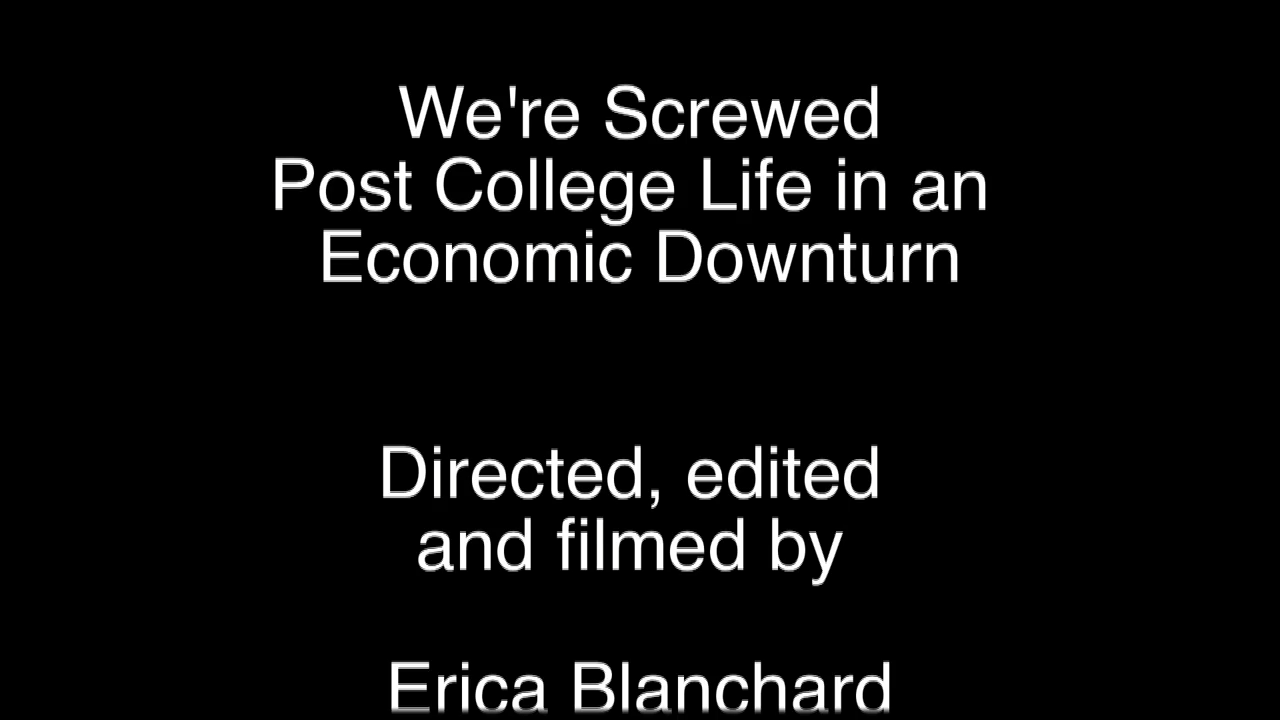 We're Screwed
Post College Life in an
Economic Downturn
Directed, edited
and filmed by
Erica Blanchard